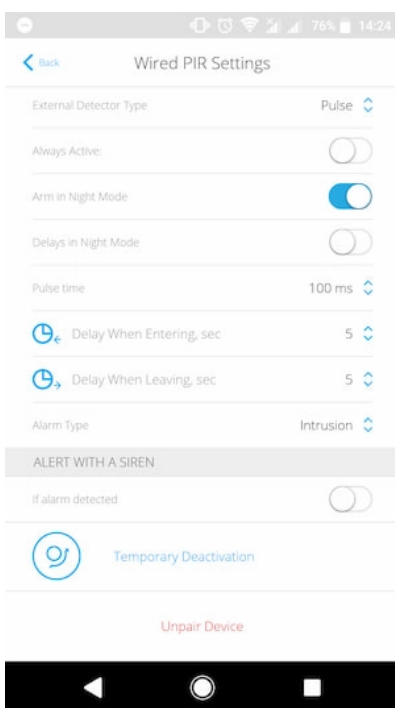 76% 14:24
Back Wired PIR Settings
External Detector Type Pulse
Always Active:
Arm in Night Mode
Delays in Night Mode
Pulse time 100 ms
Delay When Entering, sec 5
Delay When Leaving, sec 5
Alarm Type Intrusion
ALERT WITH A SIREN
If alarm detected
Temporary Deactivation
Unpair Device